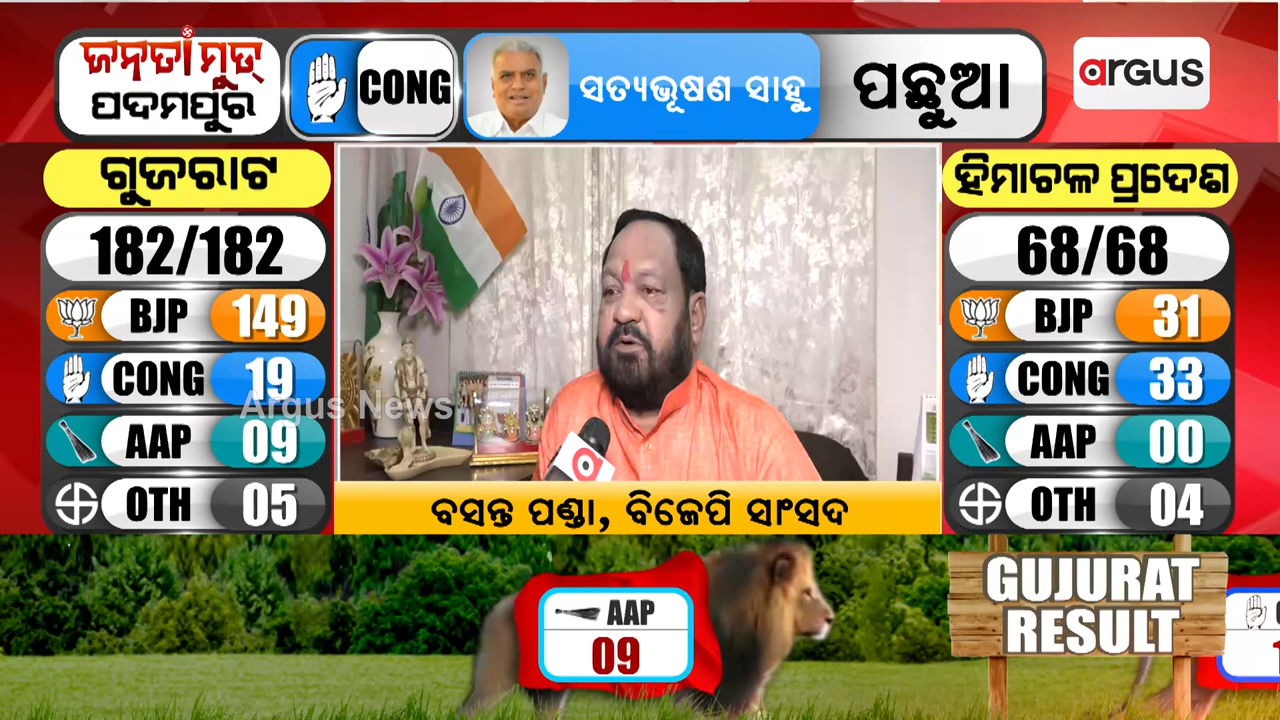 ଜନତା ମୁଡ୍
ପଦମପୁର
CONG
ସତ୍ୟଭୂଷଣ ସାହୁ
ପଛୁଆ
argus
ଗୁଜରାଟ
182/182
BJP 149
CONG 19
AAP 09
OTH 05
Argus News
ବସନ୍ତ ପଣ୍ଡା, ବିଜେପି ସାଂସଦ
ହିମାଚଳ ପ୍ରଦେଶ
68/68
BJP 31
CONG 33
AAP 00
OTH 04
AAP
09
GUJURAT
RESULT